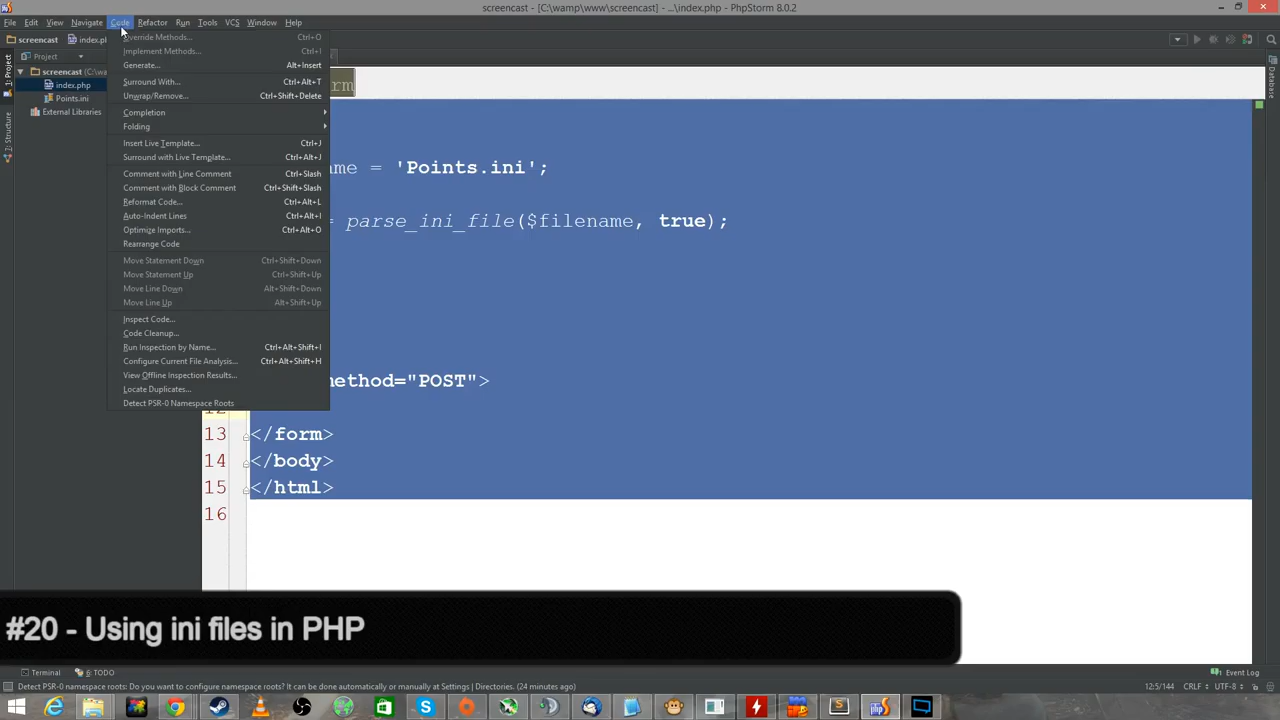 screencast - [C:\wamp\www\screencast] - ...\index.php - PhpStorm 8.0.2
File Edit View Navigate Code Refactor Run Tools VCS Window Help
screencast
Project
1: Project
screencast
index.php
Points.ini
External Libraries
Structure
Database
Override Methods... Ctrl+O
Implement Methods... Ctrl+I
Generate... Alt+Insert
Surround With... Ctrl+Alt+T
Unwrap/Remove... Ctrl+Shift+Delete
Completion
Folding
Insert Live Template... Ctrl+J
Surround with Live Template... Ctrl+Alt+J
Comment with Line Comment Ctrl+Slash
Comment with Block Comment Ctrl+Shift+Slash
Reformat Code... Ctrl+Alt+L
Auto-Indent Lines Ctrl+Alt+I
Optimize Imports... Ctrl+Alt+O
Rearrange Code
Move Statement Down Ctrl+Shift+Down
Move Statement Up Ctrl+Shift+Up
Move Line Down Alt+Shift+Down
Move Line Up Alt+Shift+Up
Inspect Code...
Code Cleanup...
Run Inspection by Name... Ctrl+Alt+Shift+I
Configure Current File Analysis... Ctrl+Alt+Shift+H
View Offline Inspection Results...
Locate Duplicates...
Detect PSR-0 Namespace Roots
rm
ame = 'Points.ini';
= parse_ini_file($filename, true);
method="POST">
12
13 </form>
14 </body>
15 </html>
16
#20 - Using ini files in PHP
Terminal 6: TODO Event Log
Detect PSR-0 namespace roots: Do you want to configure namespace roots? It can be done automatically or manually at Settings | Directories. (24 minutes ago) 12:5/144 CRLF UTF-8